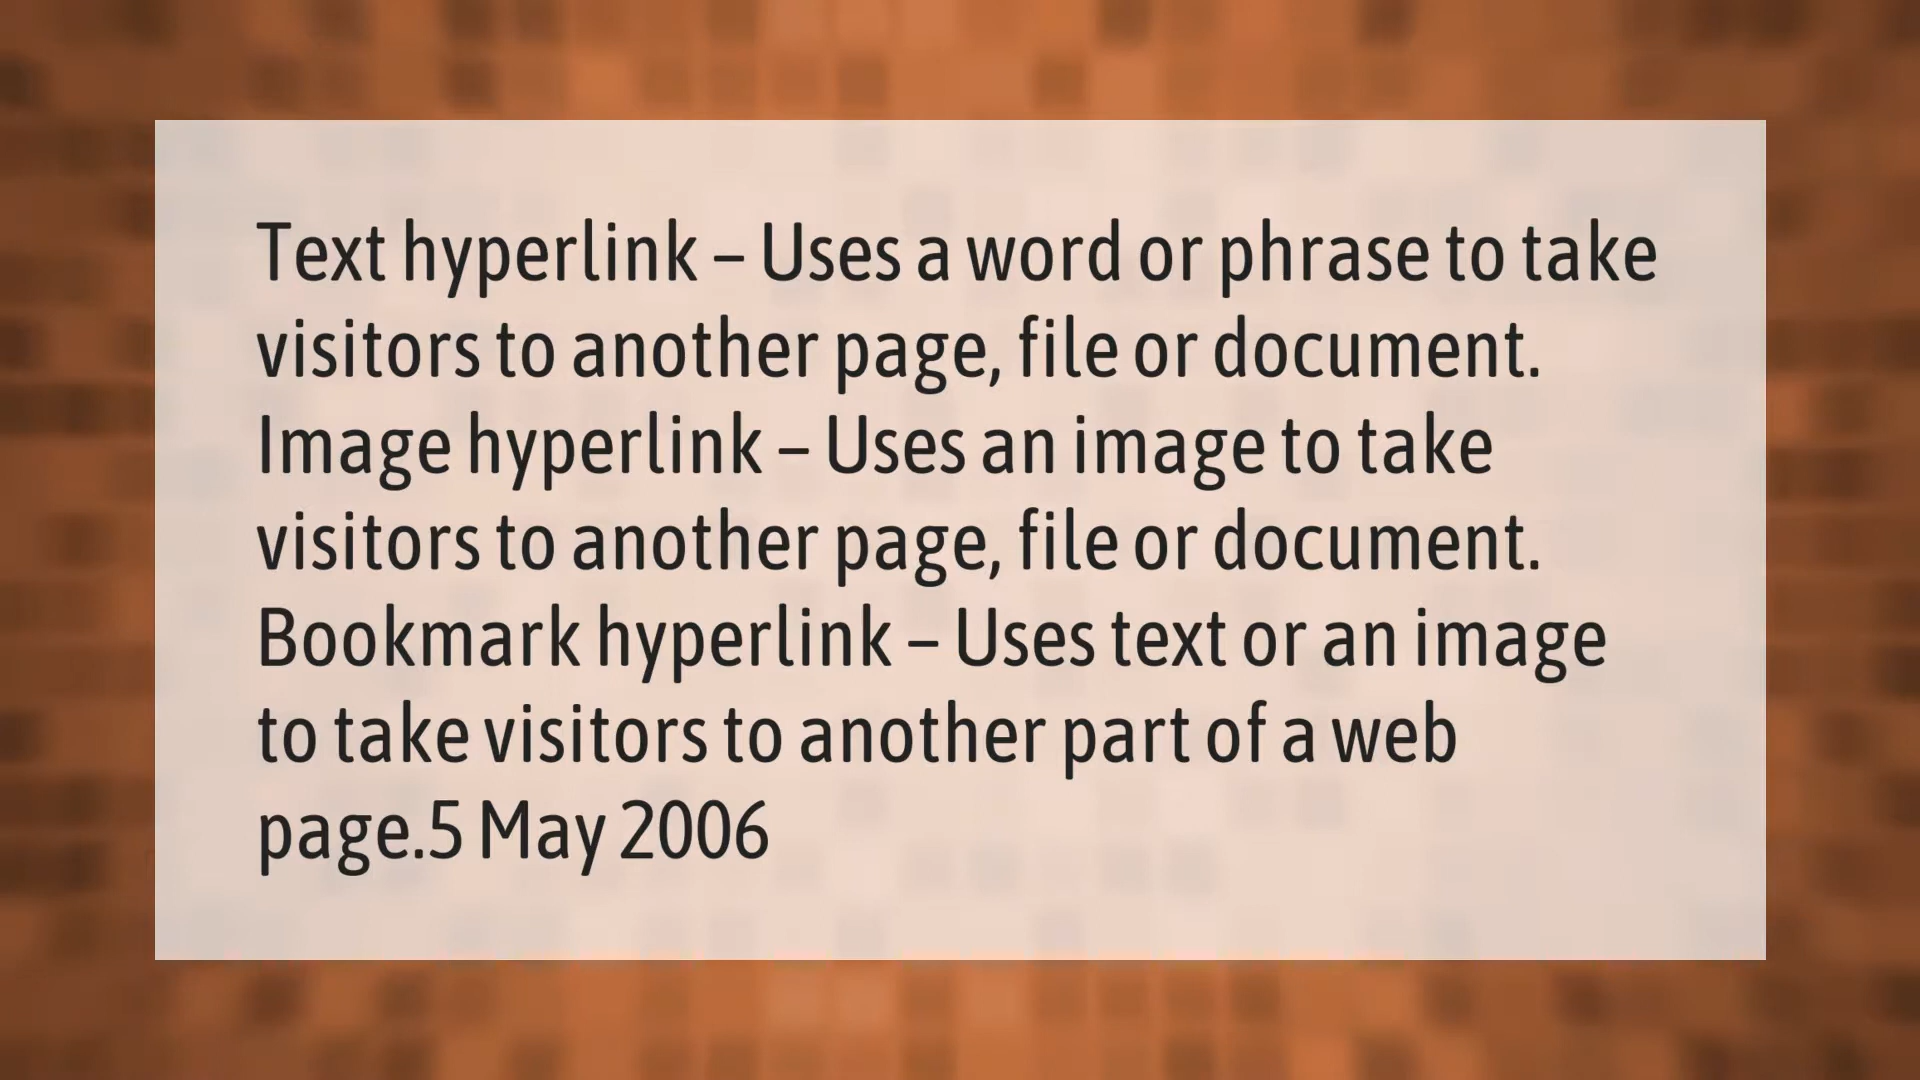 Text hyperlink – Uses a word or phrase to take
visitors to another page, file or document.
Image hyperlink – Uses an image to take
visitors to another page, file or document.
Bookmark hyperlink – Uses text or an image
to take visitors to another part of a web
page.5 May 2006